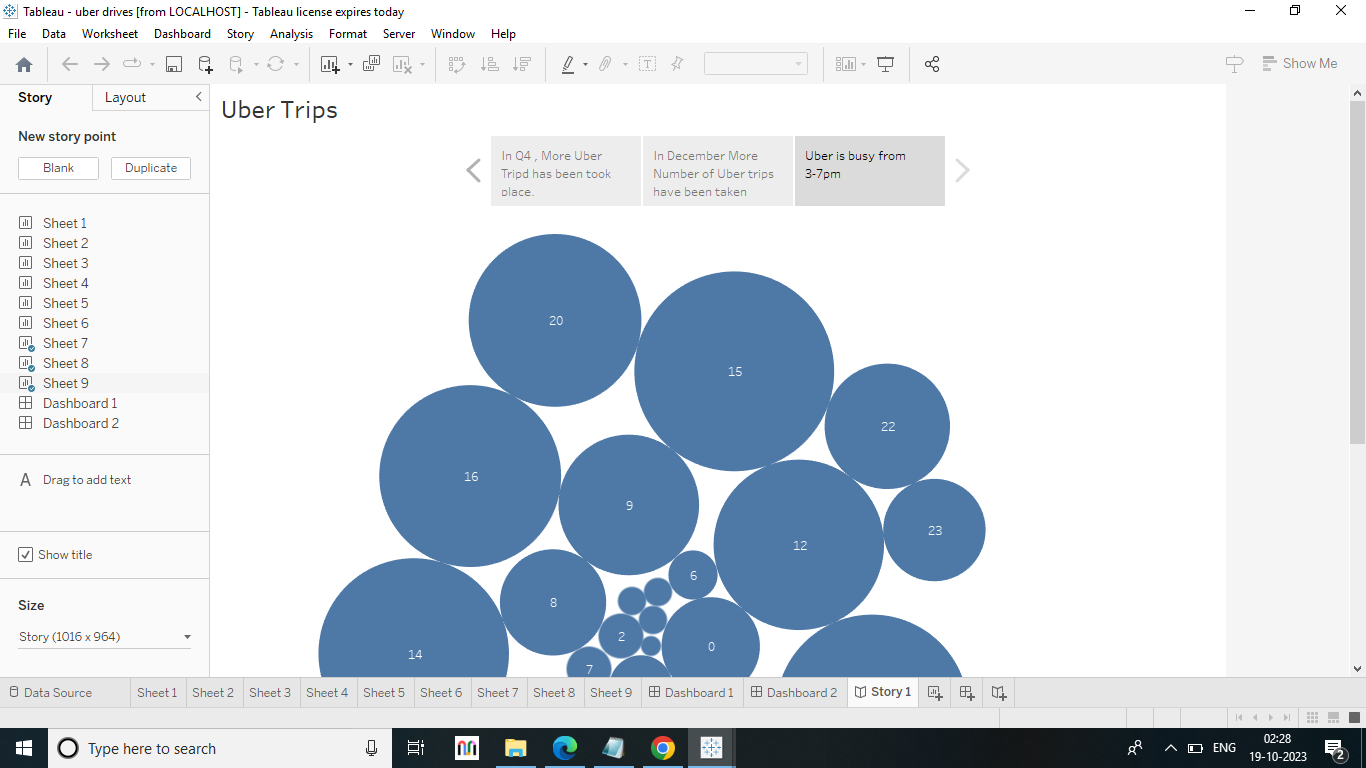 Tableau - uber drives [from LOCALHOST] - Tableau license expires today
File Data Worksheet Dashboard Story Analysis Format Server Window Help
Show Me
Story Layout
New story point
Blank Duplicate
Sheet 1
Sheet 2
Sheet 3
Sheet 4
Sheet 5
Sheet 6
Sheet 7
Sheet 8
Sheet 9
Dashboard 1
Dashboard 2
A Drag to add text
Show title
Size
Story (1016 x 964)
Uber Trips
In Q4 , More Uber
Tripd has been took
place.
In December More
Number of Uber trips
have been taken
Uber is busy from
3-7pm
20
15
22
16
9
23
12
6
8
2
0
14
7
Data Source Sheet 1 Sheet 2 Sheet 3 Sheet 4 Sheet 5 Sheet 6 Sheet 7 Sheet 8 Sheet 9 Dashboard 1 Dashboard 2 Story 1
Type here to search
ENG
02:28
19-10-2023
2